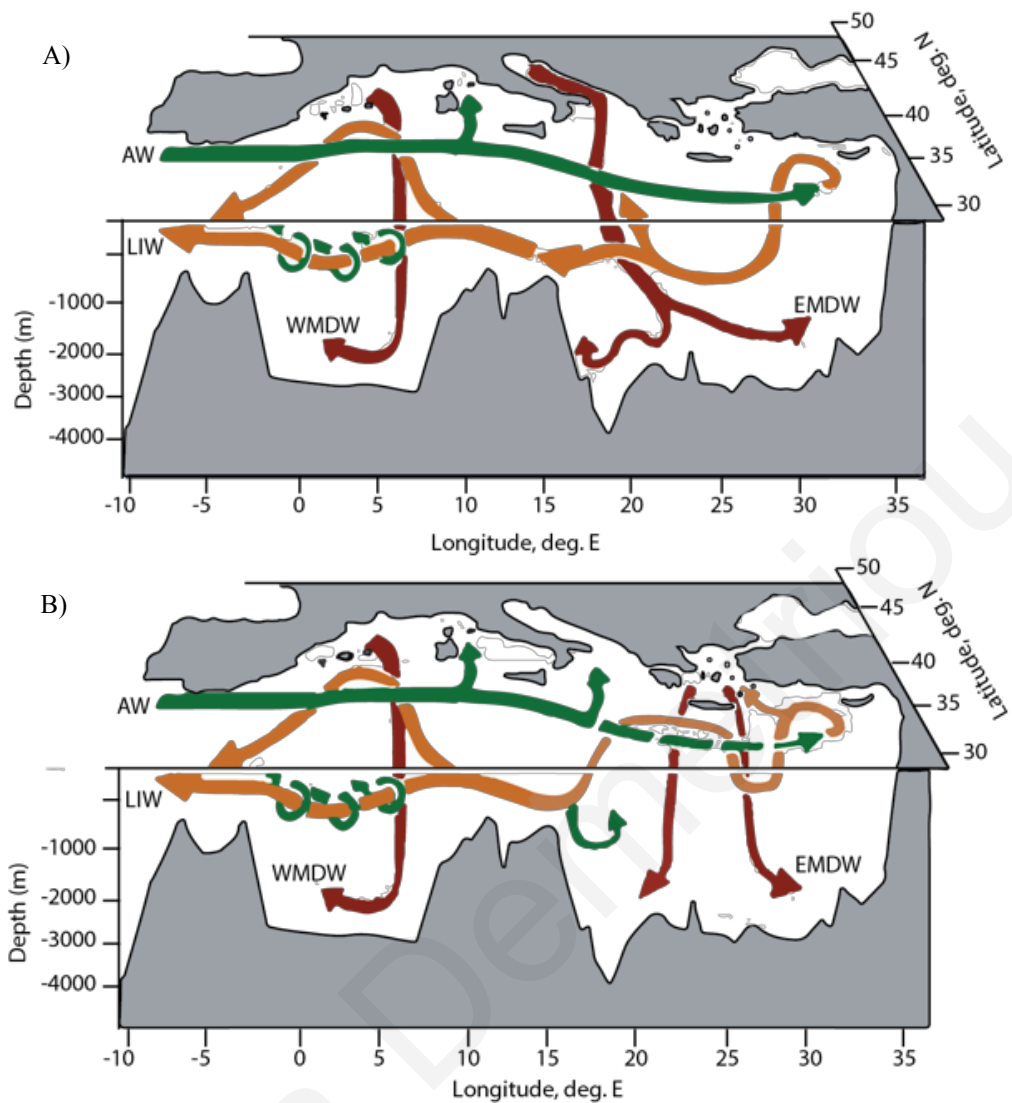 A)
50
45
40
35
30
Latitude, deg. N
AW
LIW
WMDW
EMDW
-1000
-2000
-3000
-4000
Depth (m)
-10 -5 0 5 10 15 20 25 30 35
Longitude, deg. E
B)
50
45
40
35
30
Latitude, deg. N
AW
LIW
WMDW
EMDW
-1000
-2000
-3000
-4000
Depth (m)
-10 -5 0 5 10 15 20 25 30 35
Longitude, deg. E
Demetriou